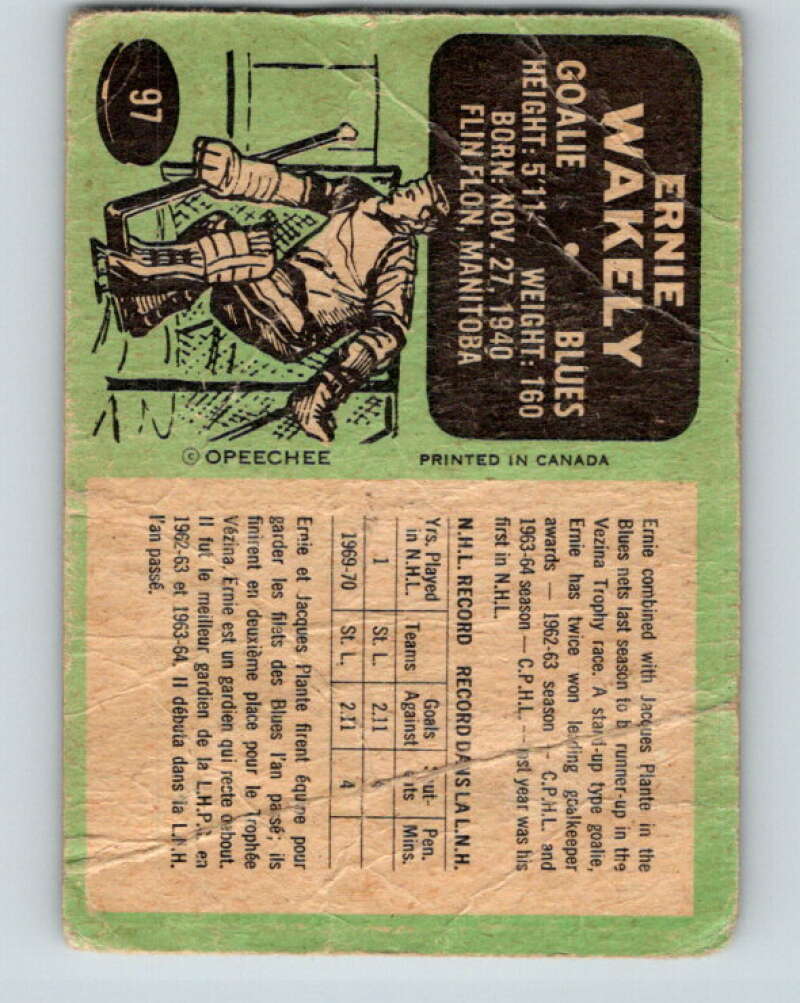 97
ERNIE
WAKELY
GOALIE • BLUES
HEIGHT: 5'11 WEIGHT: 160
BORN: NOV. 27, 1940
FLIN FLON, MANITOBA
© OPEECHEE PRINTED IN CANADA
Ernie combined with Jacques Plante in the
Blues nets last season to runner-up in the
Vezina Trophy race. A stand-up type goalie,
Ernie has twice won leading goalkeeper
awards — 1962-63 season — C.P.H.L. and
1963-64 season — C.P.H.L. — last year was his
first in N.H.L.
N.H.L. RECORD RECORD DANS LA L.N.H.
Yrs. Played Teams Goals Pen.
in N.H.L. Against Mins.
1 St. L. 2.11
1969-70 St. L. 2.11 4
Ernie et Jacques Plante firent équipe pour
garder les filets des Blues l'an passé; ils
finirent en deuxième place pour le Trophée
Vézina. Ernie est un gardien qui reste debout.
Il fut le meilleur gardien de la L.H.P. en
1962-63 et 1963-64. Il débuta dans la L.N.H.
l'an passé.